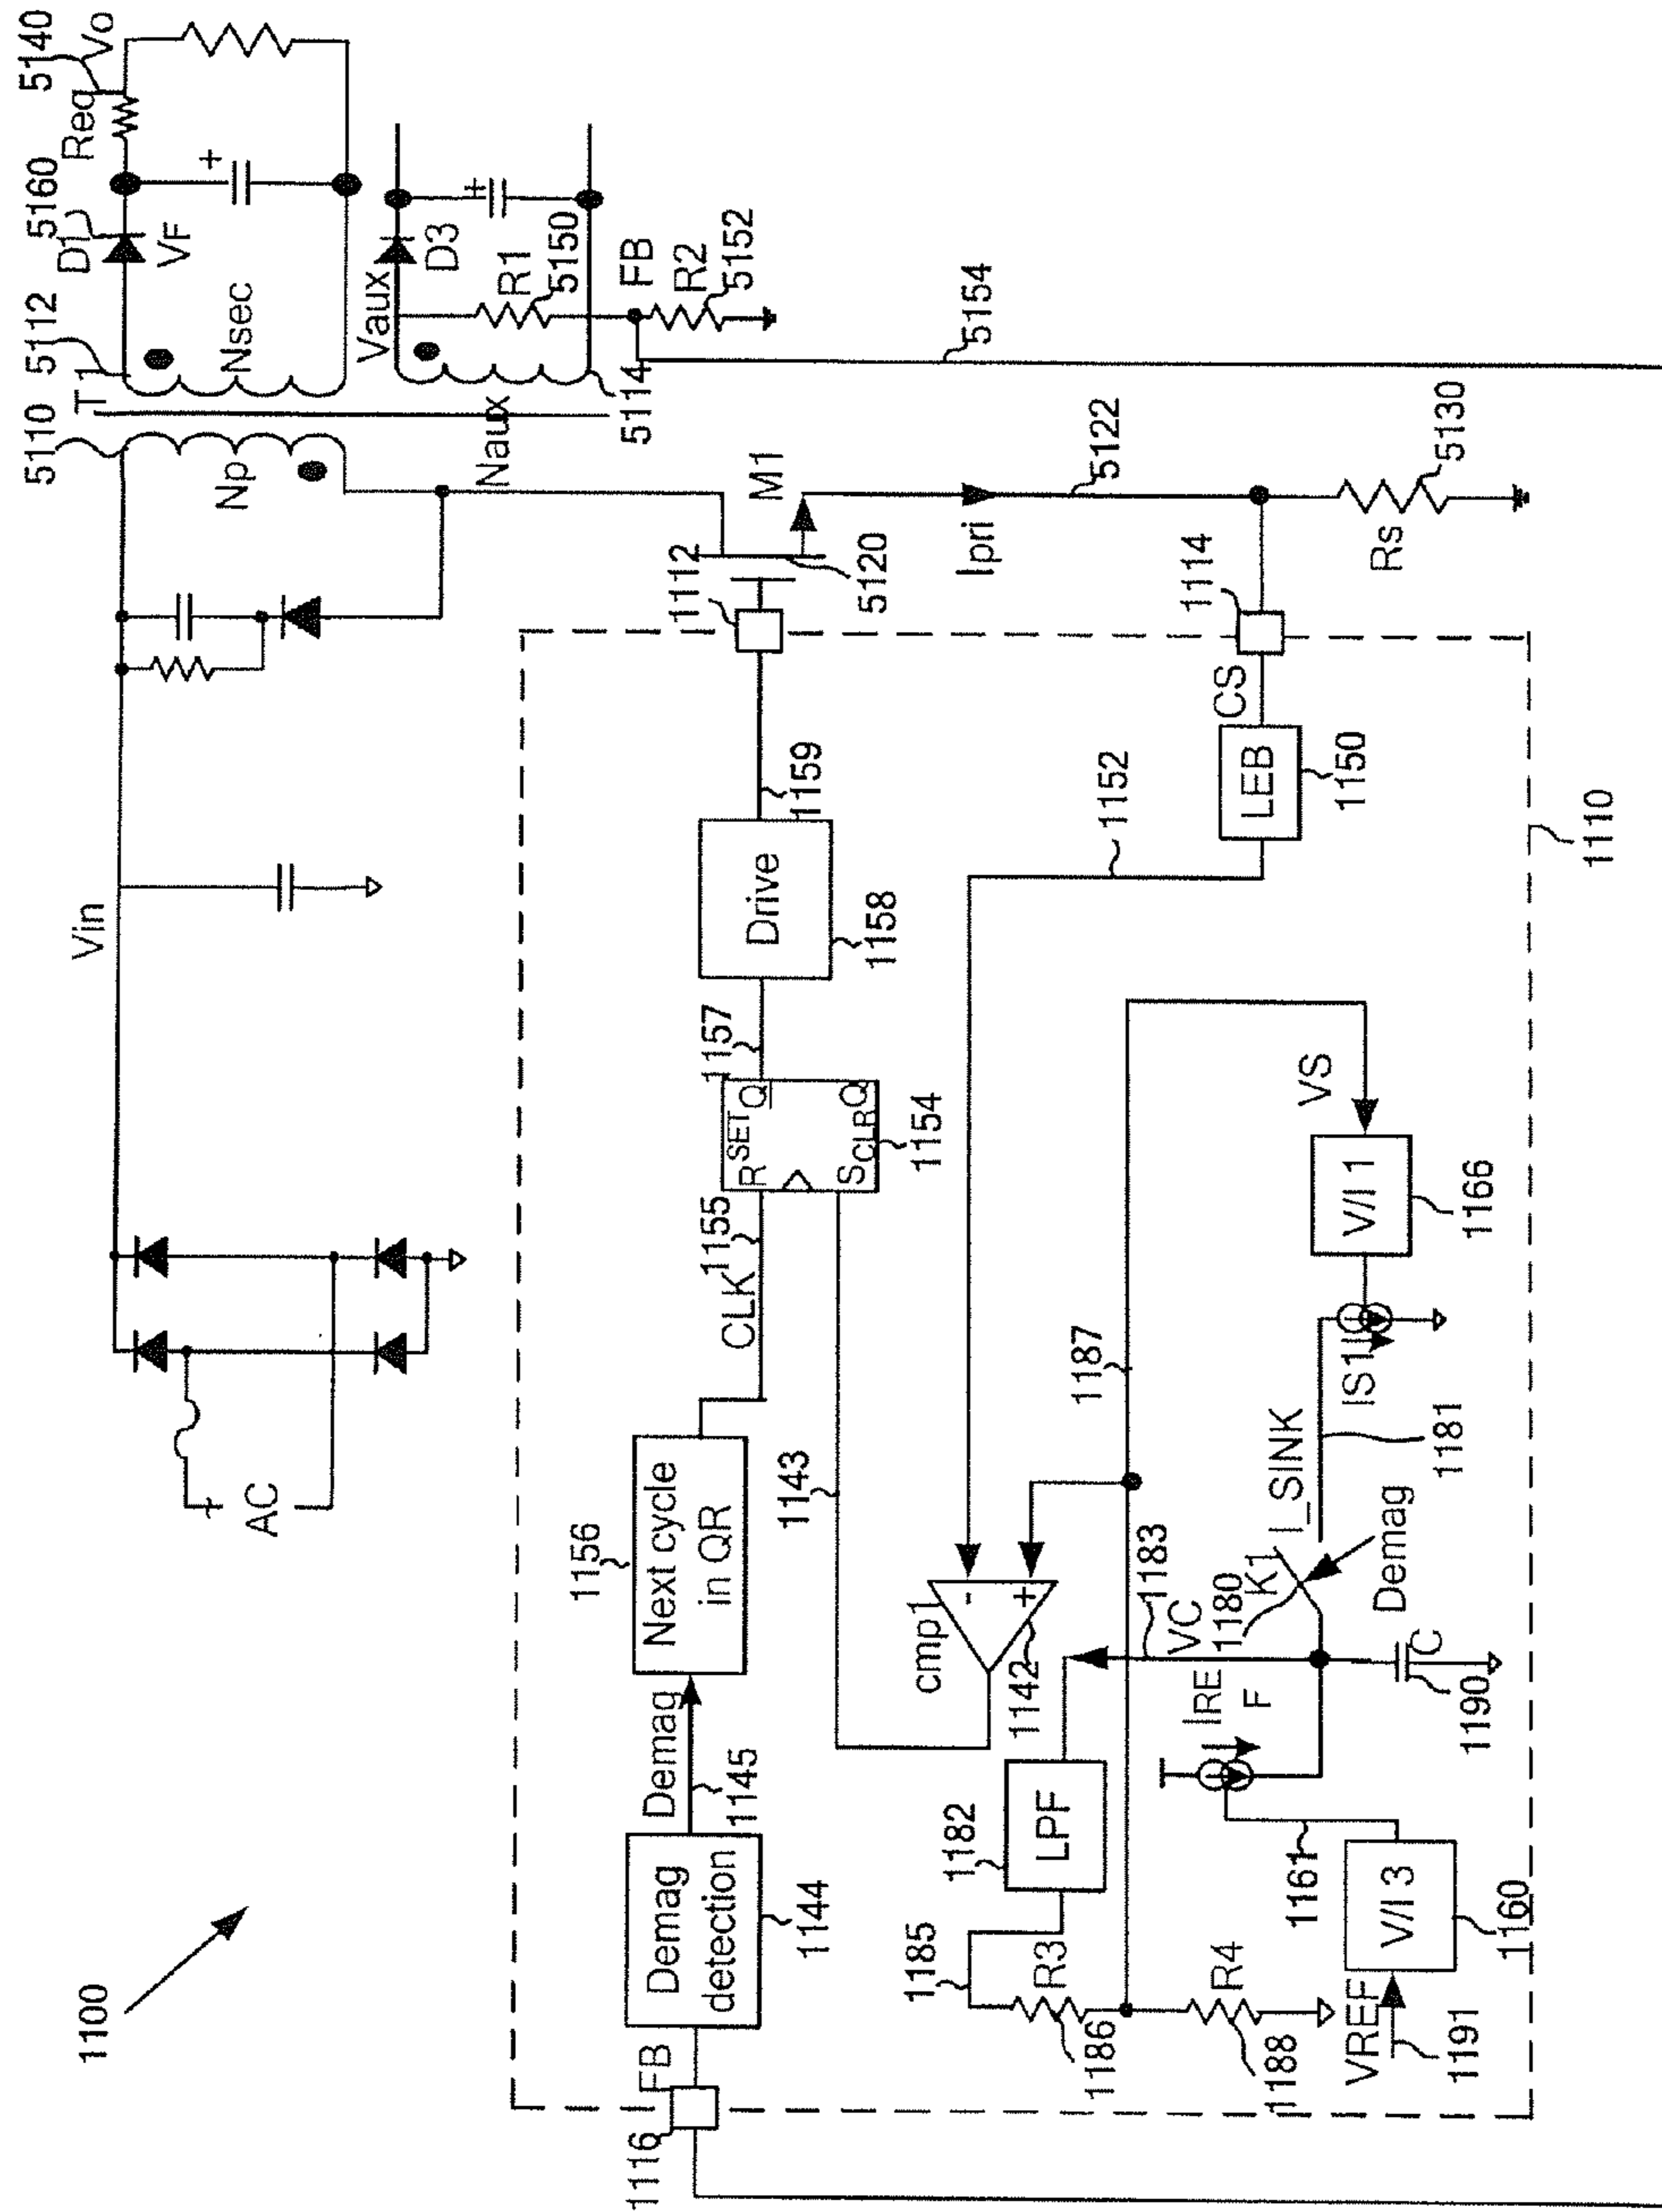 1100
AC
Vin
5110
T1
5112
5160
5140
D1
Req
Vo
VF
Np
Nsec
Vaux
D3
R1
5150
FB
R2
5152
Naux
5114
5154
1116
FB
Demag
detection
1144
Demag
1145
1156
Next cycle
in QR
CLK
1155
R SET Q
S CLR Q
1154
1157
Drive
1158
1159
1112
M1
5120
Ipri
5122
1143
cmp1
-
+
1142
1152
1114
CS
LEB
1150
Rs
5130
1185
1182
LPF
R3
1186
R4
1188
1187
VC
1183
1180
K1
I_SINK
1181
Demag
IREF
C
1190
IS1
VS
V/I 1
1166
VREF
1191
V/I 3
1160
1161
1110